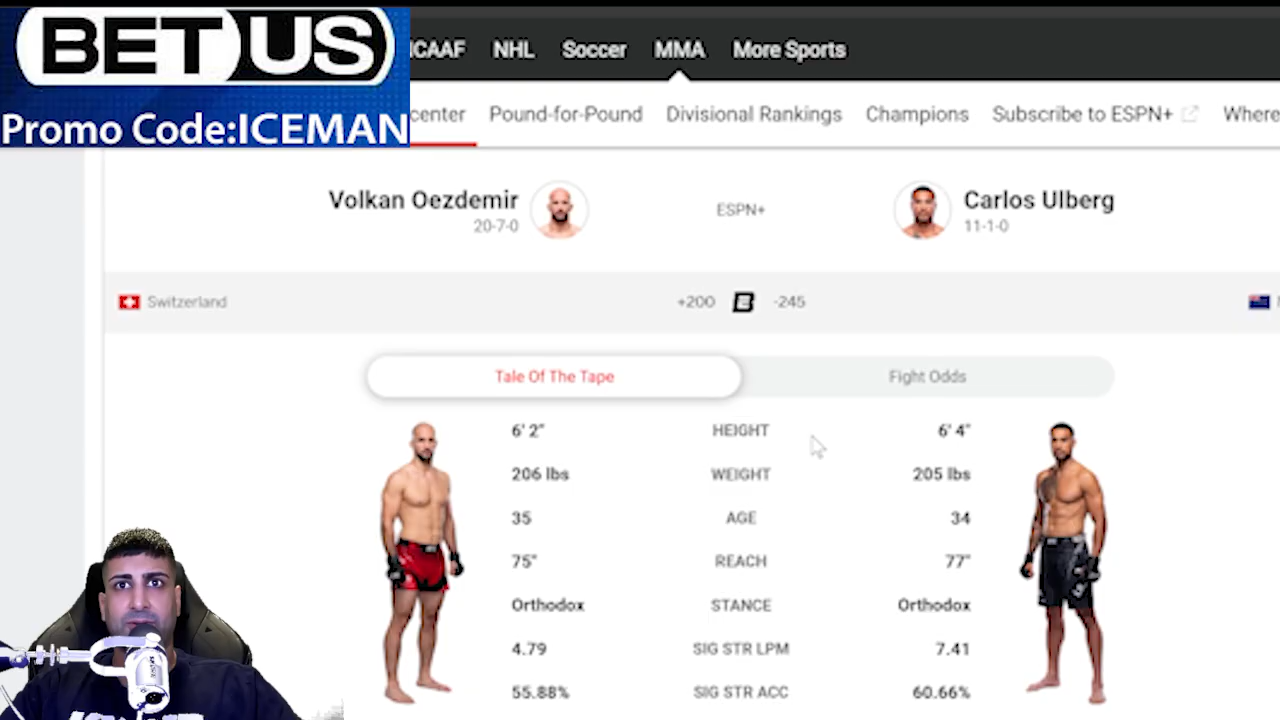 BETUS
Promo Code:ICEMAN
NCAAF NHL Soccer MMA More Sports
center Pound-for-Pound Divisional Rankings Champions Subscribe to ESPN+ Where
Volkan Oezdemir ESPN+ Carlos Ulberg
20-7-0 11-1-0
Switzerland +200 B -245
Tale Of The Tape Fight Odds
6' 2" HEIGHT 6' 4"
206 lbs WEIGHT 205 lbs
35 AGE 34
75" REACH 77"
Orthodox STANCE Orthodox
4.79 SIG STR LPM 7.41
55.88% SIG STR ACC 60.66%